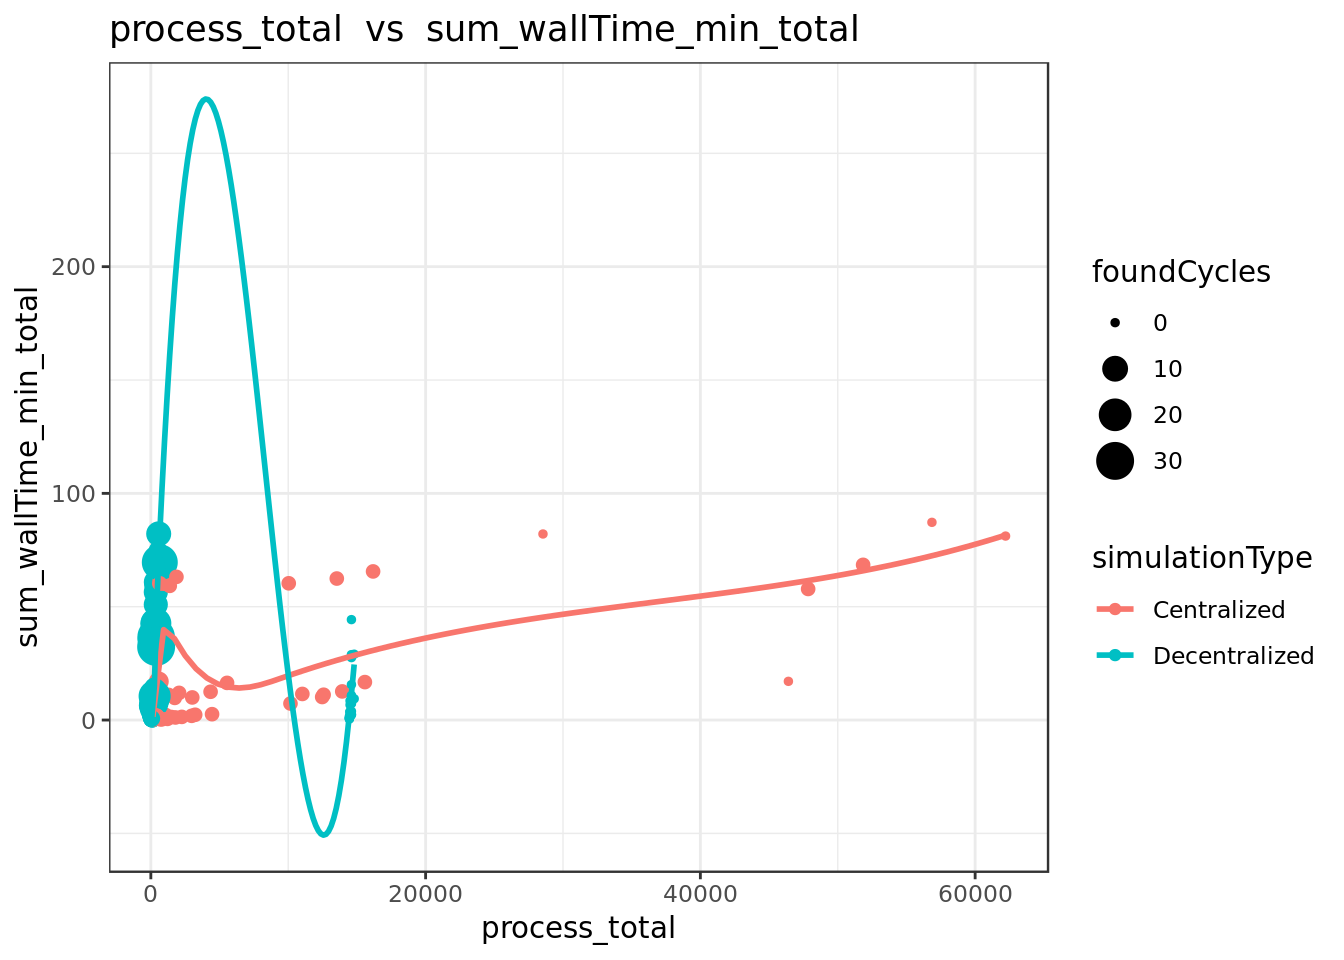 process_total vs sum_wallTime_min_total
sum_wallTime_min_total
200
100
0
0
20000
40000
60000
process_total
foundCycles
0
10
20
30
simulationType
Centralized
Decentralized